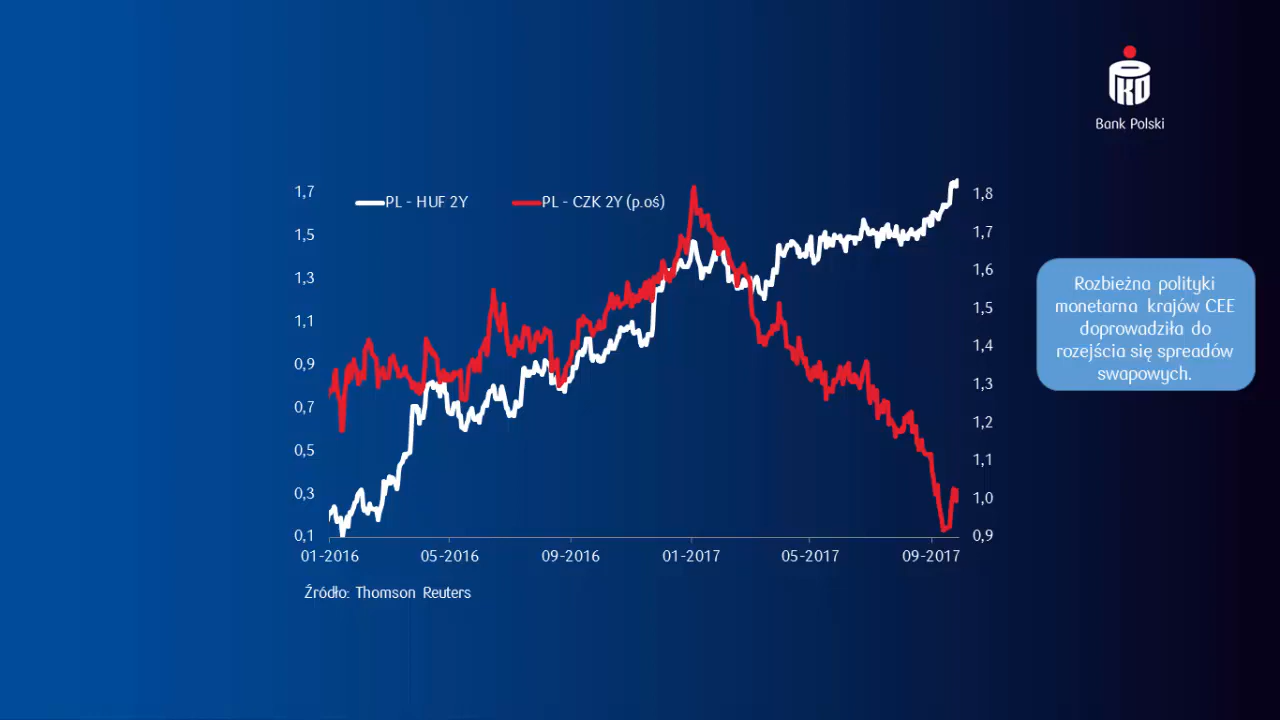 PKO
Bank Polski
PL - HUF 2Y
PL - CZK 2Y (p.oś)
1,7
1,5
1,3
1,1
0,9
0,7
0,5
0,3
0,1
1,8
1,7
1,6
1,5
1,4
1,3
1,2
1,1
1,0
0,9
01-2016
05-2016
09-2016
01-2017
05-2017
09-2017
Źródło: Thomson Reuters
Rozbieżna polityki
monetarna krajów CEE
doprowadziła do
rozejścia się spreadów
swapowych.